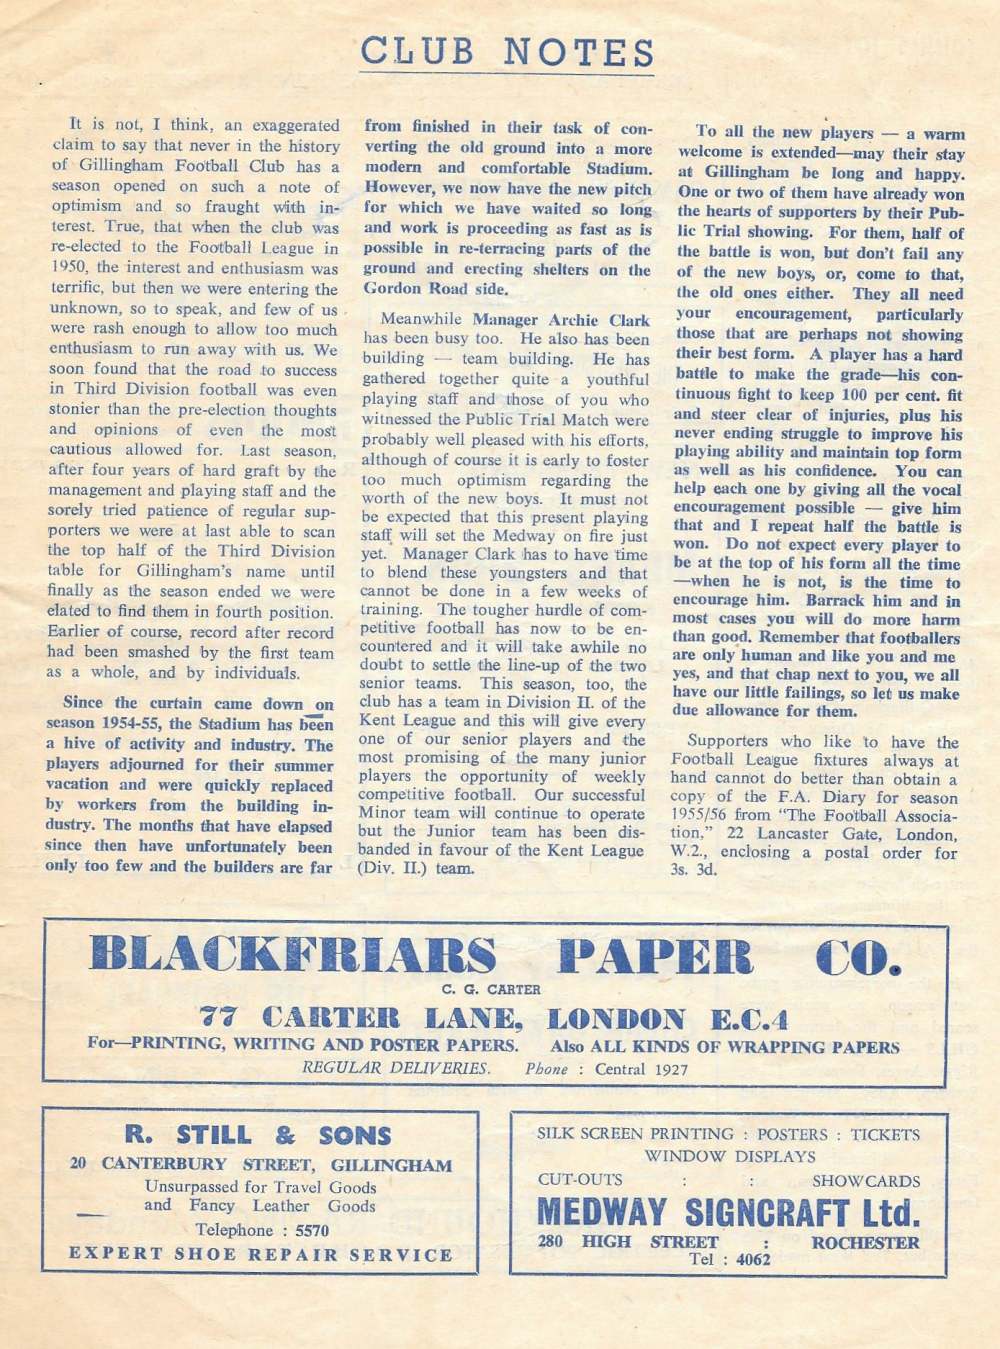 CLUB NOTES
It is not, I think, an exaggerated
claim to say that never in the history
of Gillingham Football Club has a
season opened on such a note of
optimism and so fraught with in-
terest. True, that when the club was
re-elected to the Football League in
1950, the interest and enthusiasm was
terrific, but then we were entering the
unknown, so to speak, and few of us
were rash enough to allow too much
enthusiasm to run away with us. We
soon found that the road to success
in Third Division football was even
stonier than the pre-election thoughts
and opinions of even the most
cautious allowed for. Last season,
after four years of hard graft by the
management and playing staff and the
sorely tried patience of regular sup-
porters we were at last able to scan
the top half of the Third Division
table for Gillingham's name until
finally as the season ended we were
elated to find them in fourth position.
Earlier of course, record after record
had been smashed by the first team
as a whole, and by individuals.
Since the curtain came down on
season 1954-55, the Stadium has been
a hive of activity and industry. The
players adjourned for their summer
vacation and were quickly replaced
by workers from the building in-
dustry. The months that have elapsed
since then have unfortunately been
only too few and the builders are far
from finished in their task of con-
verting the old ground into a more
modern and comfortable Stadium.
However, we now have the new pitch
for which we have waited so long
and work is proceeding as fast as is
possible in re-terracing parts of the
ground and erecting shelters on the
Gordon Road side.
Meanwhile Manager Archie Clark
has been busy too. He also has been
building — team building. He has
gathered together quite a youthful
playing staff and those of you who
witnessed the Public Trial Match were
probably well pleased with his efforts,
although of course it is early to foster
too much optimism regarding the
worth of the new boys. It must not
be expected that this present playing
staff will set the Medway on fire just
yet. Manager Clark has to have time
to blend these youngsters and that
cannot be done in a few weeks of
training. The tougher hurdle of com-
petitive football has now to be en-
countered and it will take awhile no
doubt to settle the line-up of the two
senior teams. This season, too, the
club has a team in Division II. of the
Kent League and this will give every
one of our senior players and the
most promising of the many junior
players the opportunity of weekly
competitive football. Our successful
Minor team will continue to operate
but the Junior team has been dis-
banded in favour of the Kent League
(Div. II.) team.
To all the new players — a warm
welcome is extended—may their stay
at Gillingham be long and happy.
One or two of them have already won
the hearts of supporters by their Pub-
lic Trial showing. For them, half of
the battle is won, but don't fail any
of the new boys, or, come to that,
the old ones either. They all need
your encouragement, particularly
those that are perhaps not showing
their best form. A player has a hard
battle to make the grade—his con-
tinuous fight to keep 100 per cent. fit
and steer clear of injuries, plus his
never ending struggle to improve his
playing ability and maintain top form
as well as his confidence. You can
help each one by giving all the vocal
encouragement possible — give him
that and I repeat half the battle is
won. Do not expect every player to
be at the top of his form all the time
—when he is not, is the time to
encourage him. Barrack him and in
most cases you will do more harm
than good. Remember that footballers
are only human and like you and me
yes, and that chap next to you, we all
have our little failings, so let us make
due allowance for them.
Supporters who like to have the
Football League fixtures always at
hand cannot do better than obtain a
copy of the F.A. Diary for season
1955/56 from "The Football Associa-
tion," 22 Lancaster Gate, London,
W.2., enclosing a postal order for
3s. 3d.
BLACKFRIARS PAPER CO.
C. G. CARTER
77 CARTER LANE, LONDON E.C.4
For—PRINTING, WRITING AND POSTER PAPERS. Also ALL KINDS OF WRAPPING PAPERS
REGULAR DELIVERIES. Phone : Central 1927
R. STILL & SONS
20 CANTERBURY STREET, GILLINGHAM
Unsurpassed for Travel Goods
and Fancy Leather Goods
Telephone : 5570
EXPERT SHOE REPAIR SERVICE
SILK SCREEN PRINTING : POSTERS : TICKETS
WINDOW DISPLAYS
CUT-OUTS : : SHOWCARDS
MEDWAY SIGNCRAFT Ltd.
280 HIGH STREET : ROCHESTER
Tel : 4062